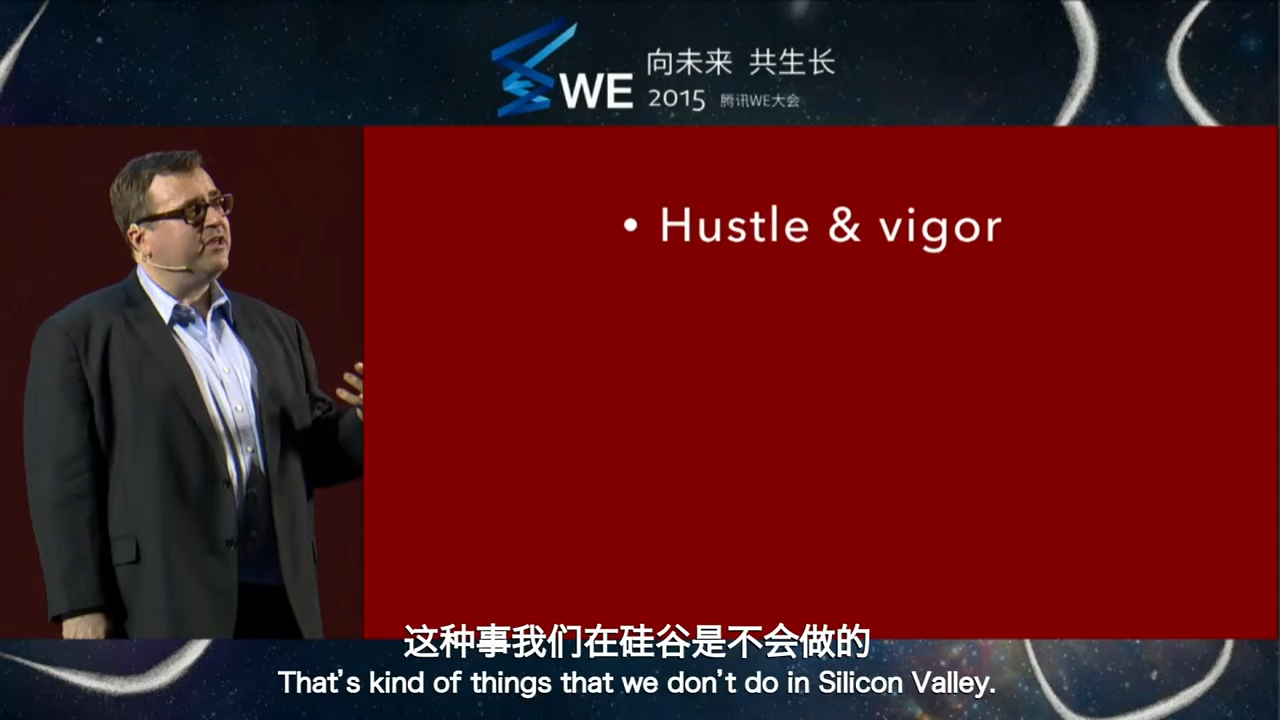 WE
向未来 共生长
2015 腾讯WE大会
• Hustle & vigor
这种事我们在硅谷是不会做的
That's kind of things that we don't do in Silicon Valley.